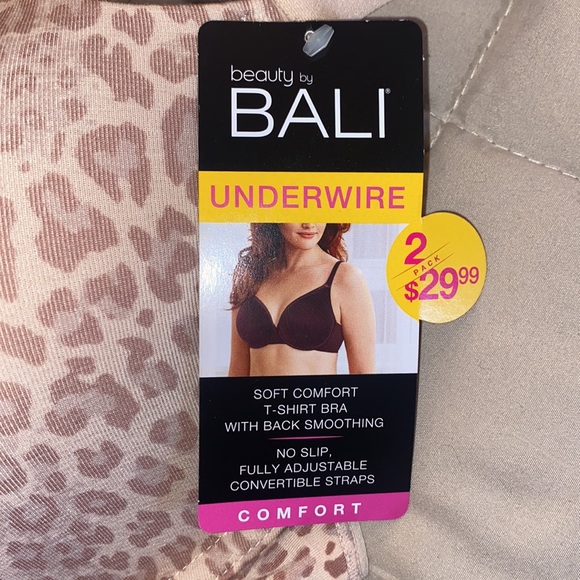 beauty by
BALI®
UNDERWIRE
2
PACK
$29.99
SOFT COMFORT
T-SHIRT BRA
WITH BACK SMOOTHING
NO SLIP,
FULLY ADJUSTABLE
CONVERTIBLE STRAPS
COMFORT